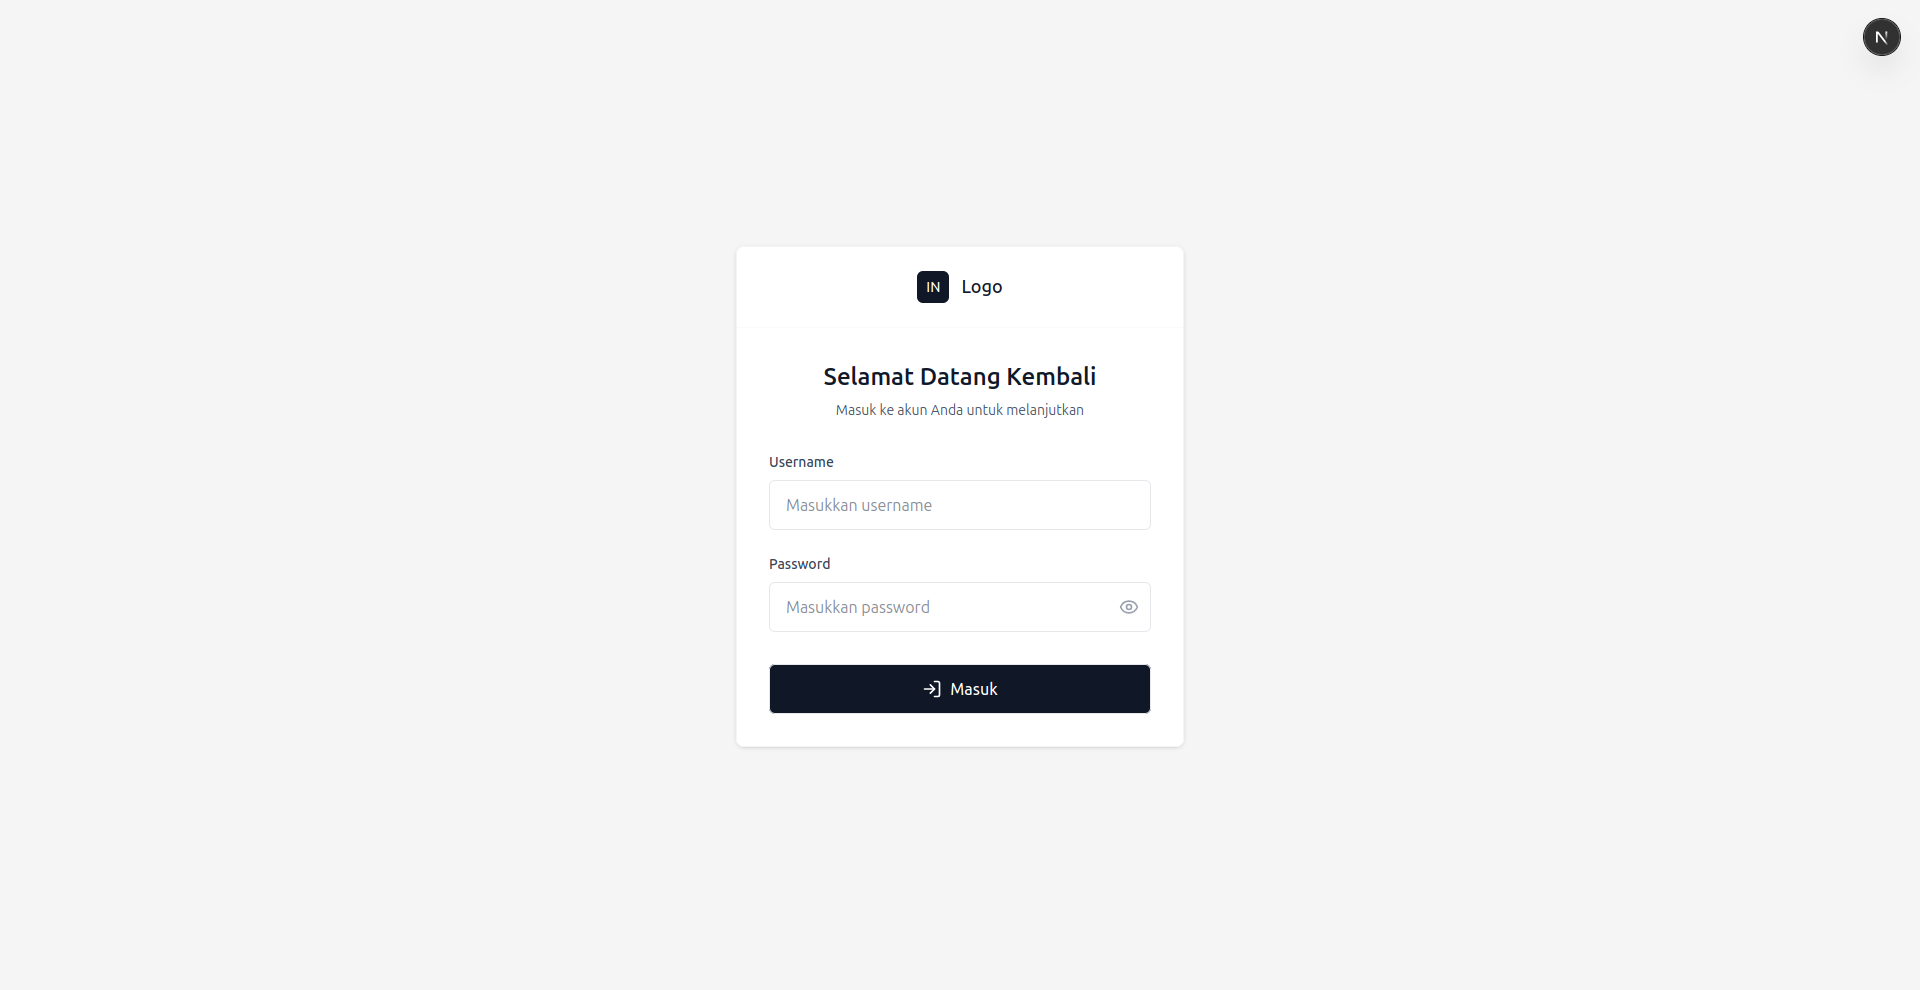 N
IN Logo
Selamat Datang Kembali
Masuk ke akun Anda untuk melanjutkan
Username
Masukkan username
Password
Masukkan password
Masuk